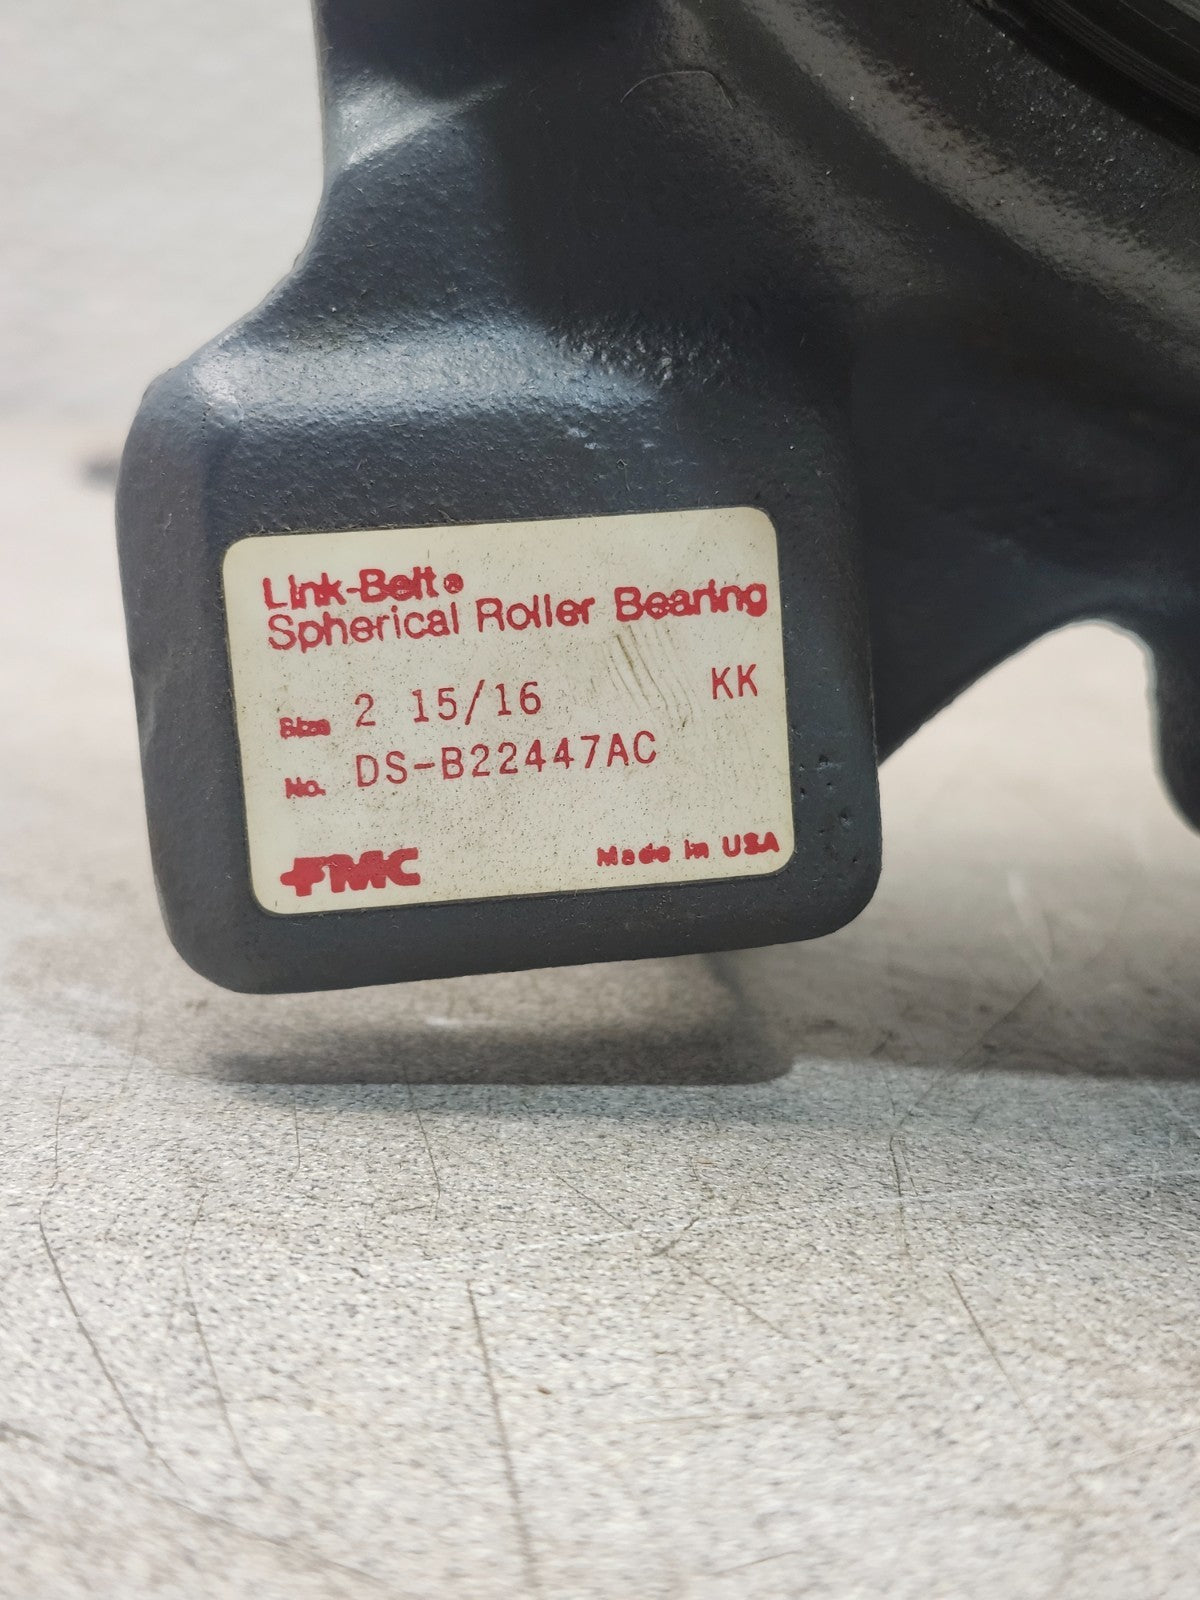 Link-Belt®
Spherical Roller Bearing
Size 2 15/16 KK
No. DS-B22447AC
FMC Made in USA